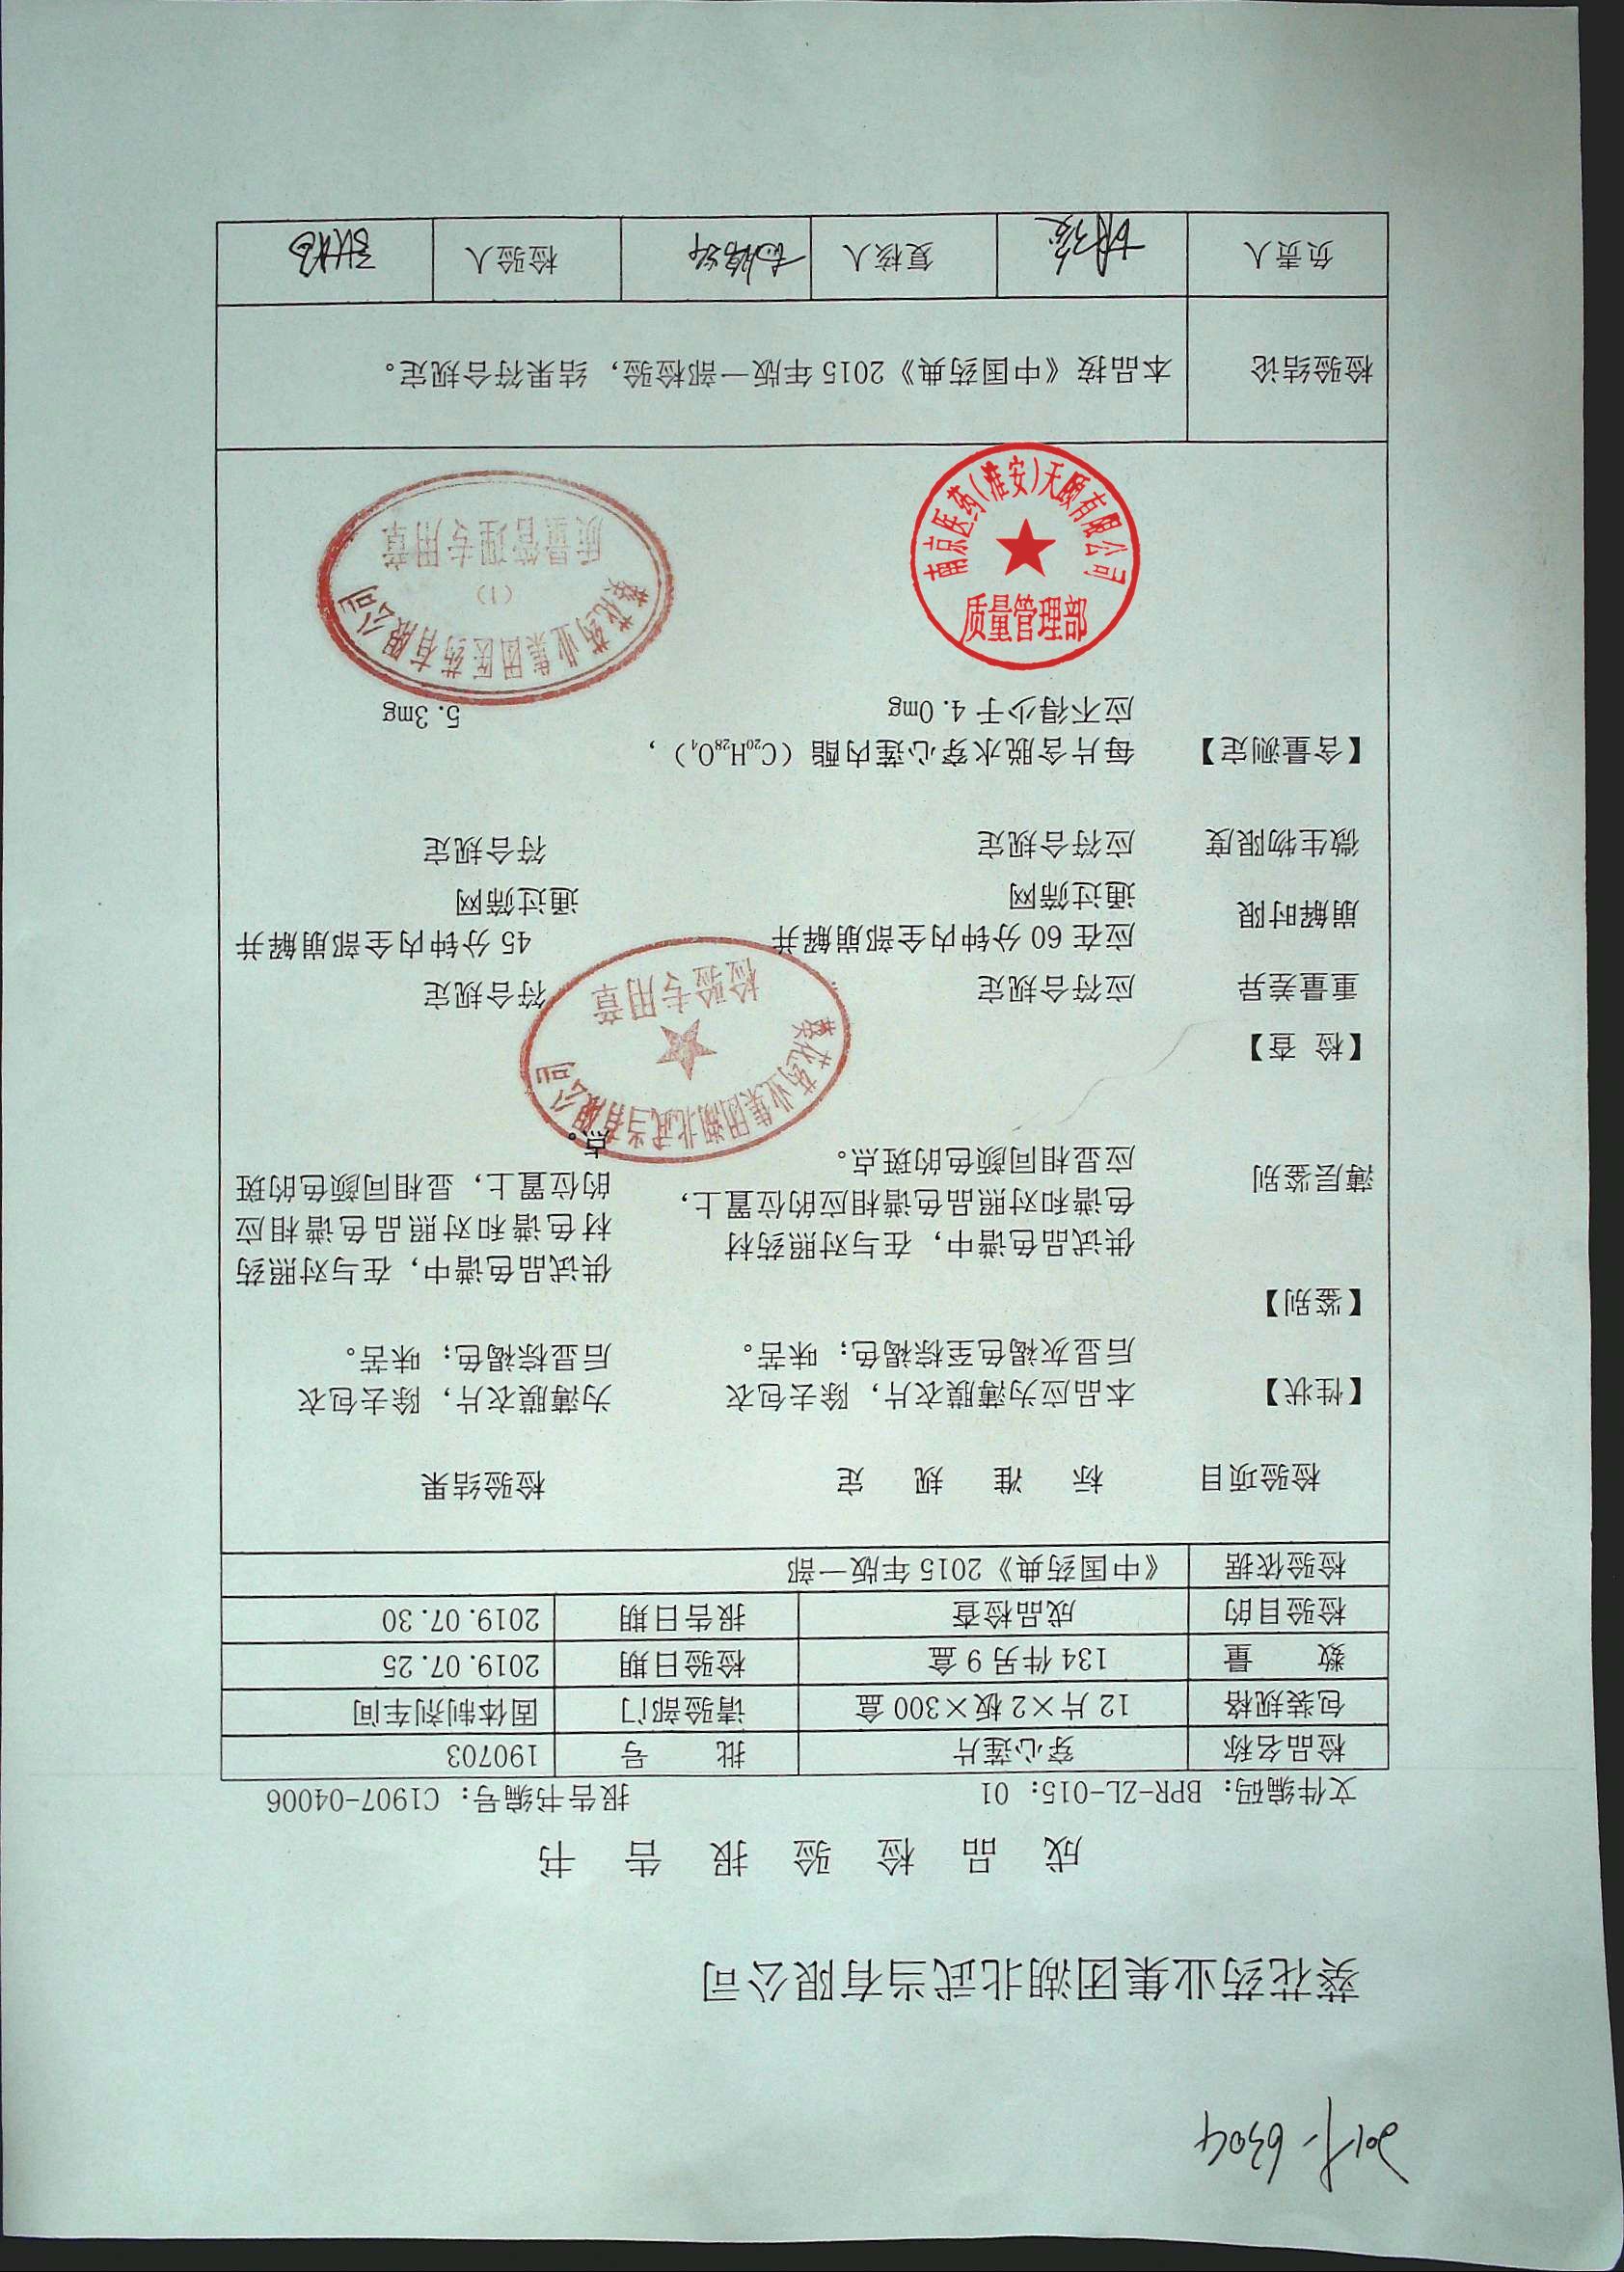 2019-6304
葵花药业集团湖北武当有限公司
成 品 检 验 报 告 书
文件编码：BPR-ZL-015：01 报告书编号：C1907-04006
检品名称 穿心莲片 批 号 190703
包装规格 12 片×2 板×300 盒 请验部门 固体制剂车间
数 量 134 件另 9 盒 检验日期 2019.07.25
检验目的 成品检查 报告日期 2019.07.30
检验依据 《中国药典》2015 年版一部
检验项目 标 准 规 定 检验结果
【性状】 本品应为薄膜衣片，除去包衣 为薄膜衣片，除去包衣
后显灰褐色至棕褐色；味苦。 后显棕褐色；味苦。
【鉴别】
薄层鉴别 供试品色谱中，在与对照药材 供试品色谱中，在与对照药
色谱和对照品色谱相应的位置上， 材色谱和对照品色谱相应
应显相同颜色的斑点。 的位置上，显相同颜色的斑
点。
葵花药业集团湖北武当有限公司
检验专用章
【检 查】
重量差异 应符合规定 符合规定
崩解时限 应在 60 分钟内全部崩解并 45 分钟内全部崩解并
通过筛网 通过筛网
微生物限度 应符合规定 符合规定
【含量测定】 每片含脱水穿心莲内酯（C₂₀H₂₈O₄），
应不得少于 4.0mg 5.3mg
葵花药业集团医药有限公司
（1）
质量管理专用章
南京医药(淮安)天颐有限公司
质量管理部
检验结论 本品按《中国药典》2015 年版一部检验，结果符合规定。
负责人 复核人 检验人